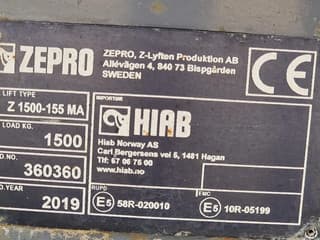 ZEPRO
ZEPRO, Z-Lyften Produktion AB
Allévägen 4, 840 73 Bispgården
SWEDEN
CE
LIFT TYPE
Z 1500-155 MA
LOAD KG.
1500
D.NO.
360360
D.YEAR
2019
IMPORTER
HIAB
Hiab Norway AS
Carl Bergersens vei 5, 1481 Hagan
Tlf: 67 06 75 00
www.hiab.no
RUPD
E5 58R-020010
EMC
E5 10R-05199